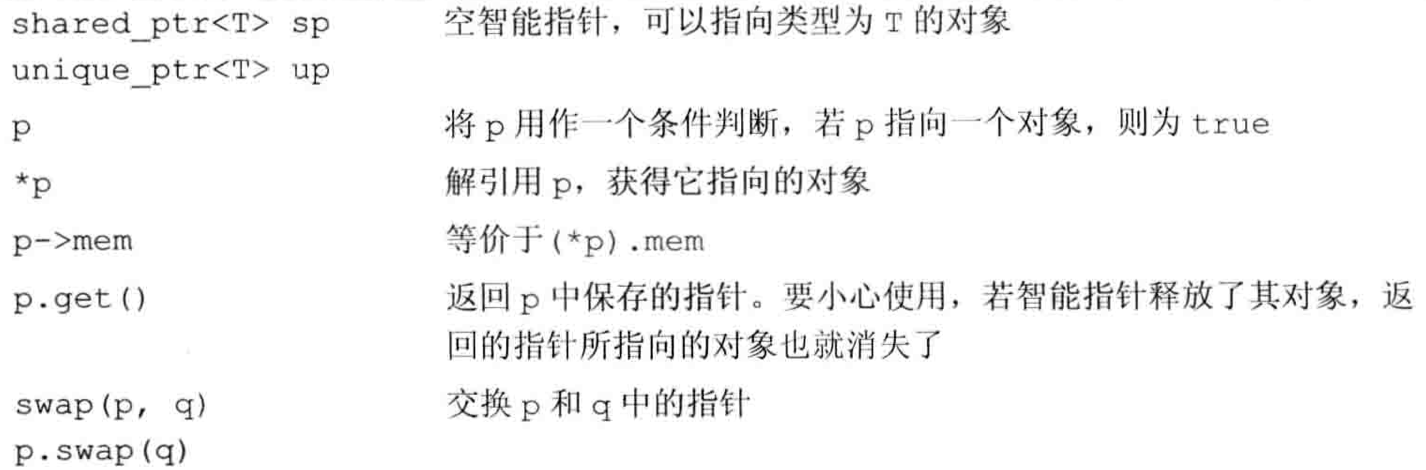 shared_ptr<T> sp 空智能指针，可以指向类型为 T 的对象
unique_ptr<T> up
p 将 p 用作一个条件判断，若 p 指向一个对象，则为 true
*p 解引用 p，获得它指向的对象
p->mem 等价于(*p).mem
p.get() 返回 p 中保存的指针。要小心使用，若智能指针释放了其对象，返
回的指针所指向的对象也就消失了
swap(p, q) 交换 p 和 q 中的指针
p.swap(q)